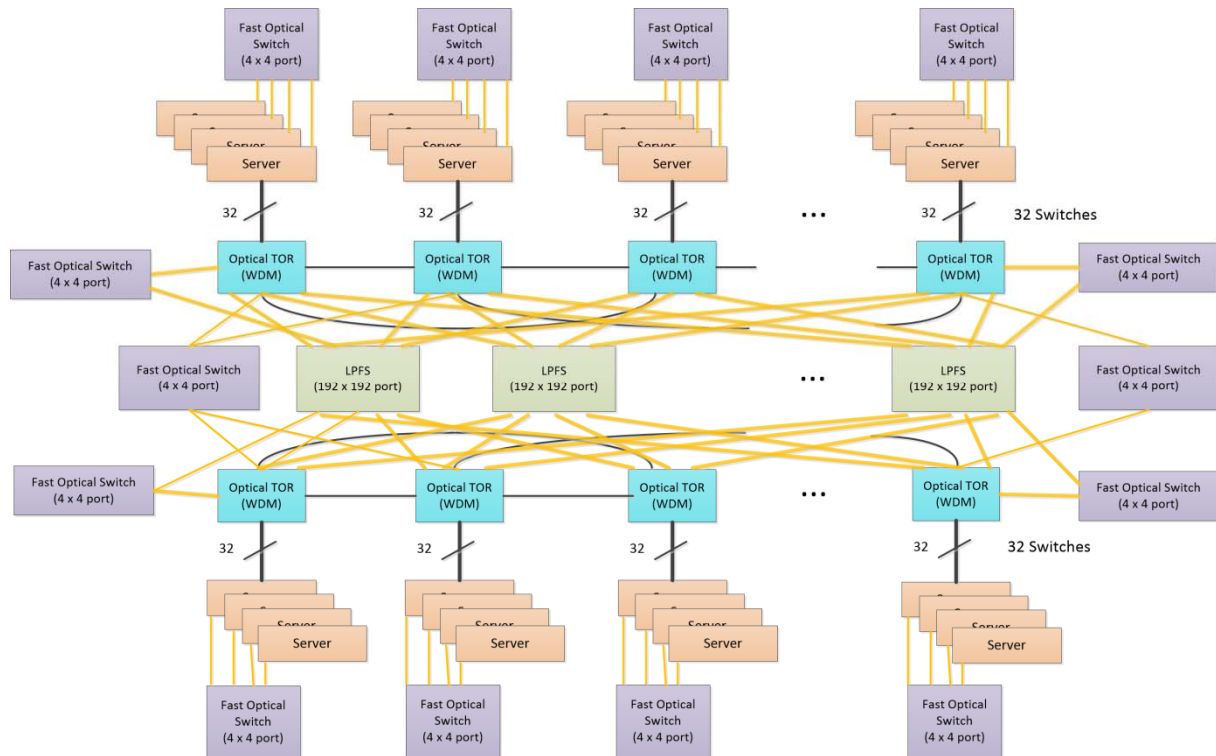 Fast Optical
Switch
(4 x 4 port)
Fast Optical
Switch
(4 x 4 port)
Fast Optical
Switch
(4 x 4 port)
Fast Optical
Switch
(4 x 4 port)
Server
Server
Server
Server
32
32
32
...
32
32 Switches
Fast Optical Switch
(4 x 4 port)
Optical TOR
(WDM)
Optical TOR
(WDM)
Optical TOR
(WDM)
Optical TOR
(WDM)
Fast Optical Switch
(4 x 4 port)
Fast Optical Switch
(4 x 4 port)
LPFS
(192 x 192 port)
LPFS
(192 x 192 port)
...
LPFS
(192 x 192 port)
Fast Optical Switch
(4 x 4 port)
Fast Optical Switch
(4 x 4 port)
Optical TOR
(WDM)
Optical TOR
(WDM)
Optical TOR
(WDM)
...
Optical TOR
(WDM)
Fast Optical Switch
(4 x 4 port)
32
32
32
32
32 Switches
Server
Server
Server
Server
Fast Optical
Switch
(4 x 4 port)
Fast Optical
Switch
(4 x 4 port)
Fast Optical
Switch
(4 x 4 port)
Fast Optical
Switch
(4 x 4 port)